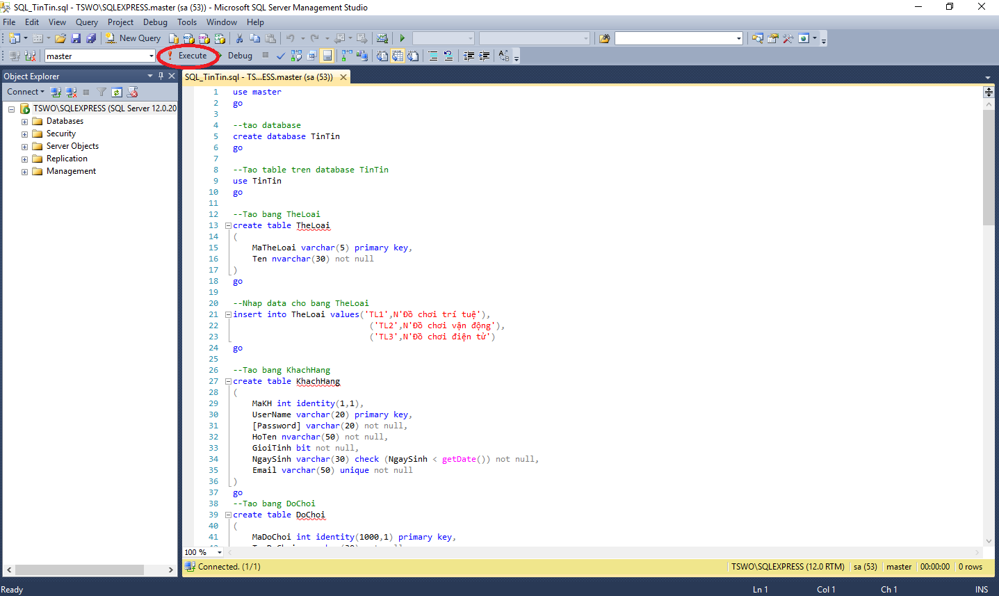 SQL_TinTin.sql - TSWO\SQLEXPRESS.master (sa (53)) - Microsoft SQL Server Management Studio
File Edit View Query Project Debug Tools Window Help
New Query
master Execute Debug
Object Explorer
Connect
TSWO\SQLEXPRESS (SQL Server 12.0.20
Databases
Security
Server Objects
Replication
Management
SQL_TinTin.sql - TS...ESS.master (sa (53))
1 use master
2 go
3
4 --tao database
5 create database TinTin
6 go
7
8 --Tao table tren database TinTin
9 use TinTin
10 go
11
12 --Tao bang TheLoai
13 create table TheLoai
14 (
15 MaTheLoai varchar(5) primary key,
16 Ten nvarchar(30) not null
17 )
18 go
19
20 --Nhap data cho bang TheLoai
21 insert into TheLoai values('TL1',N'Đồ chơi trí tuệ'),
22 ('TL2',N'Đồ chơi vận động'),
23 ('TL3',N'Đồ chơi điện tử')
24 go
25
26 --Tao bang KhachHang
27 create table KhachHang
28 (
29 MaKH int identity(1,1),
30 UserName varchar(20) primary key,
31 [Password] varchar(20) not null,
32 HoTen nvarchar(50) not null,
33 GioiTinh bit not null,
34 NgaySinh varchar(30) check (NgaySinh < getDate()) not null,
35 Email varchar(50) unique not null
36 )
37 go
38 --Tao bang DoChoi
39 create table DoChoi
40 (
41 MaDoChoi int identity(1000,1) primary key,
100 %
Connected. (1/1) TSWO\SQLEXPRESS (12.0 RTM) sa (53) master 00:00:00 0 rows
Ready Ln 1 Col 1 Ch 1 INS